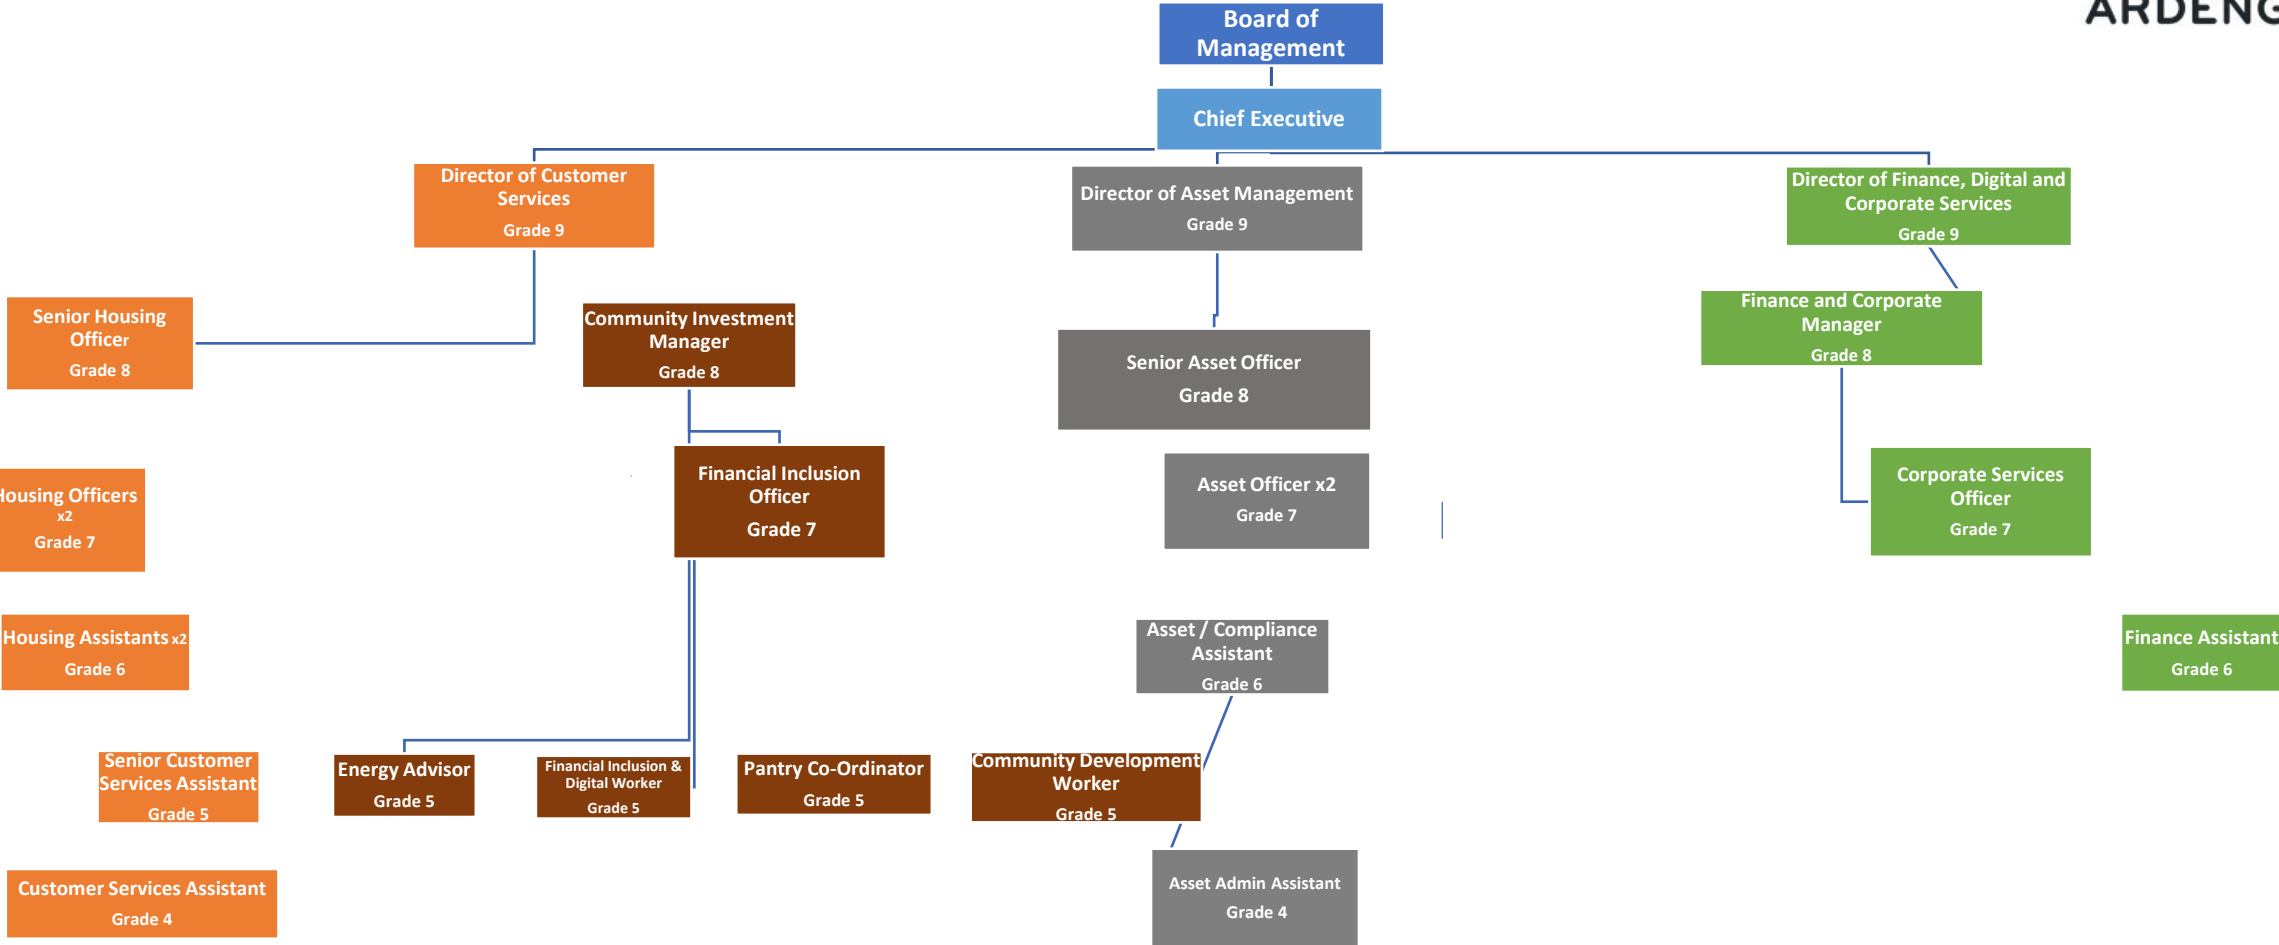 ARDENG
Board of
Management
Chief Executive
Director of Customer
Services
Grade 9
Director of Asset Management
Grade 9
Director of Finance, Digital and
Corporate Services
Grade 9
Senior Housing
Officer
Grade 8
Community Investment
Manager
Grade 8
Senior Asset Officer
Grade 8
Finance and Corporate
Manager
Grade 8
Housing Officers
x2
Grade 7
Financial Inclusion
Officer
Grade 7
Asset Officer x2
Grade 7
Corporate Services
Officer
Grade 7
Housing Assistants x2
Grade 6
Asset / Compliance
Assistant
Grade 6
Finance Assistant
Grade 6
Senior Customer
Services Assistant
Grade 5
Energy Advisor
Grade 5
Financial Inclusion &
Digital Worker
Grade 5
Pantry Co-Ordinator
Grade 5
Community Development
Worker
Grade 5
Customer Services Assistant
Grade 4
Asset Admin Assistant
Grade 4